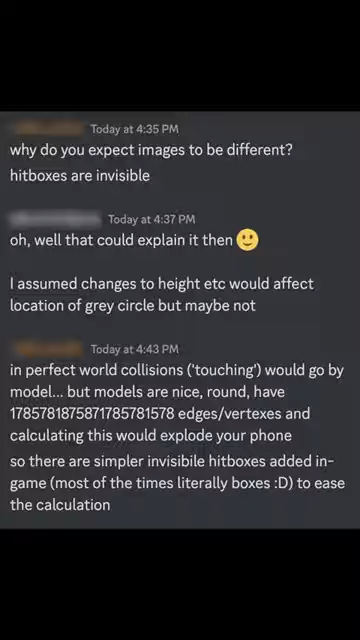 Today at 4:35 PM
why do you expect images to be different?
hitboxes are invisible
Today at 4:37 PM
oh, well that could explain it then 🙂
I assumed changes to height etc would affect
location of grey circle but maybe not
Today at 4:43 PM
in perfect world collisions ('touching') would go by
model... but models are nice, round, have
1785781875871785781578 edges/vertexes and
calculating this would explode your phone
so there are simpler invisibile hitboxes added in-
game (most of the times literally boxes :D) to ease
the calculation